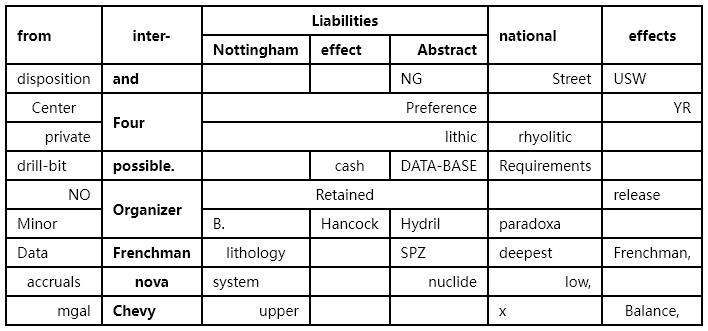 from inter- Liabilities national effects
Nottingham effect Abstract
disposition and NG Street USW
Center Four Preference YR
private lithic rhyolitic
drill-bit possible. cash DATA-BASE Requirements
NO Organizer Retained release
Minor B. Hancock Hydril paradoxa
Data Frenchman lithology SPZ deepest Frenchman,
accruals nova system nuclide low,
mgal Chevy upper x Balance,